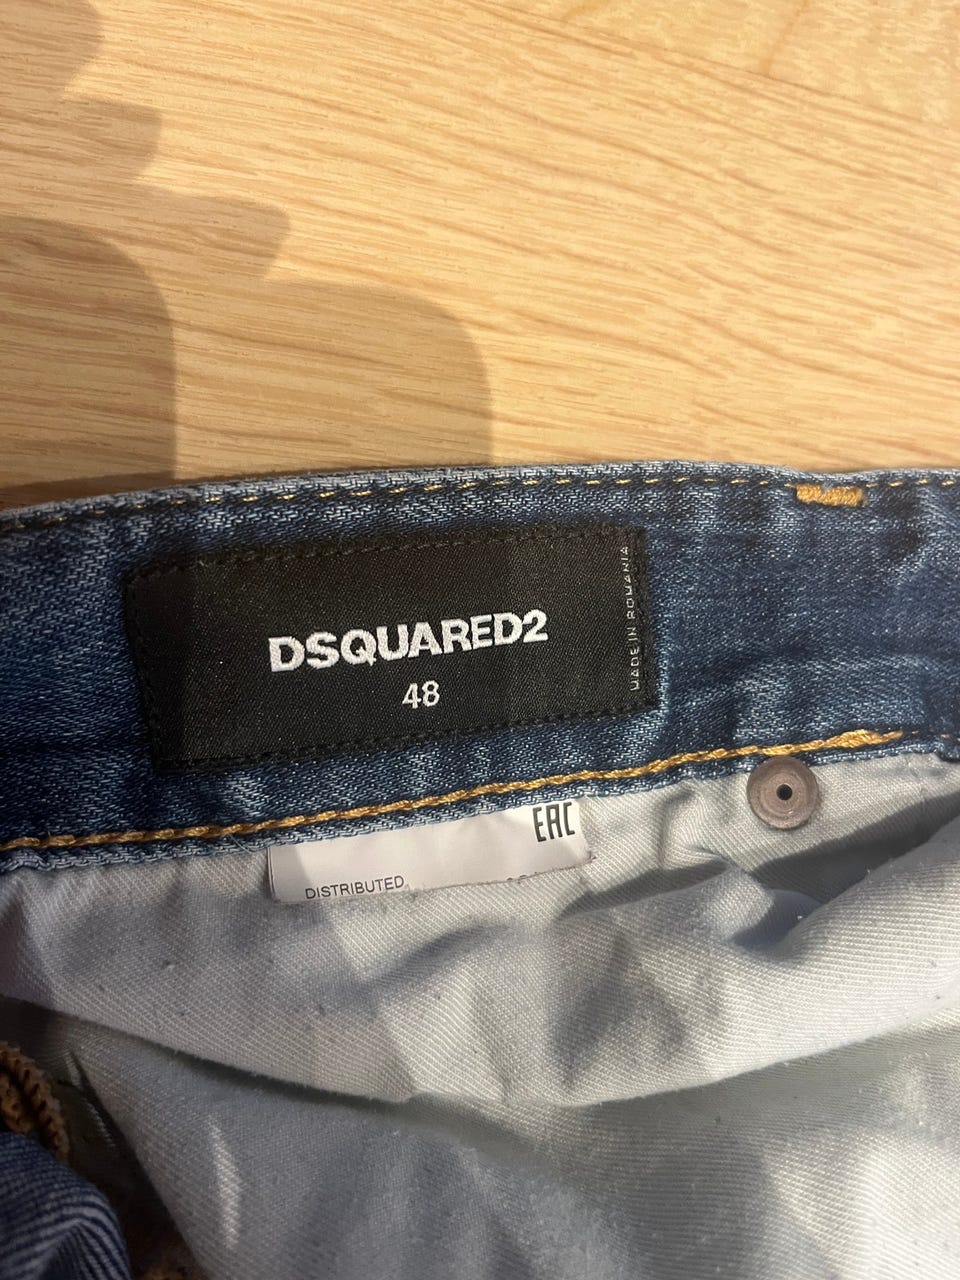 DSQUARED2
48
MADE IN ROMANIA
EAC
DISTRIBUTED